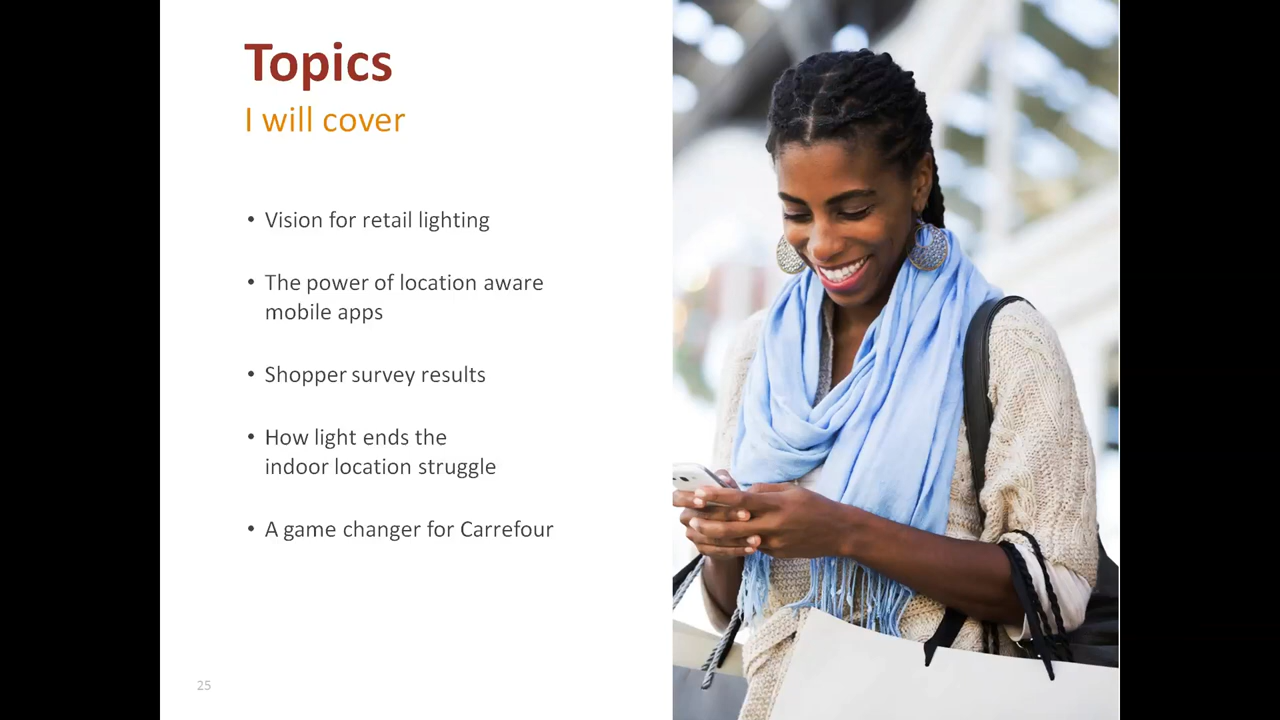 Topics
I will cover
• Vision for retail lighting
• The power of location aware
mobile apps
• Shopper survey results
• How light ends the
indoor location struggle
• A game changer for Carrefour
25